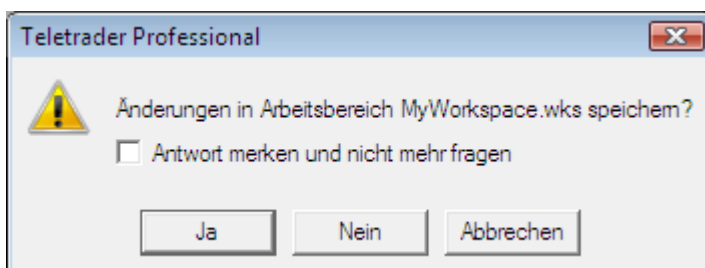 Teletrader Professional
Änderungen in Arbeitsbereich MyWorkspace.wks speichern?
Antwort merken und nicht mehr fragen
Ja
Nein
Abbrechen